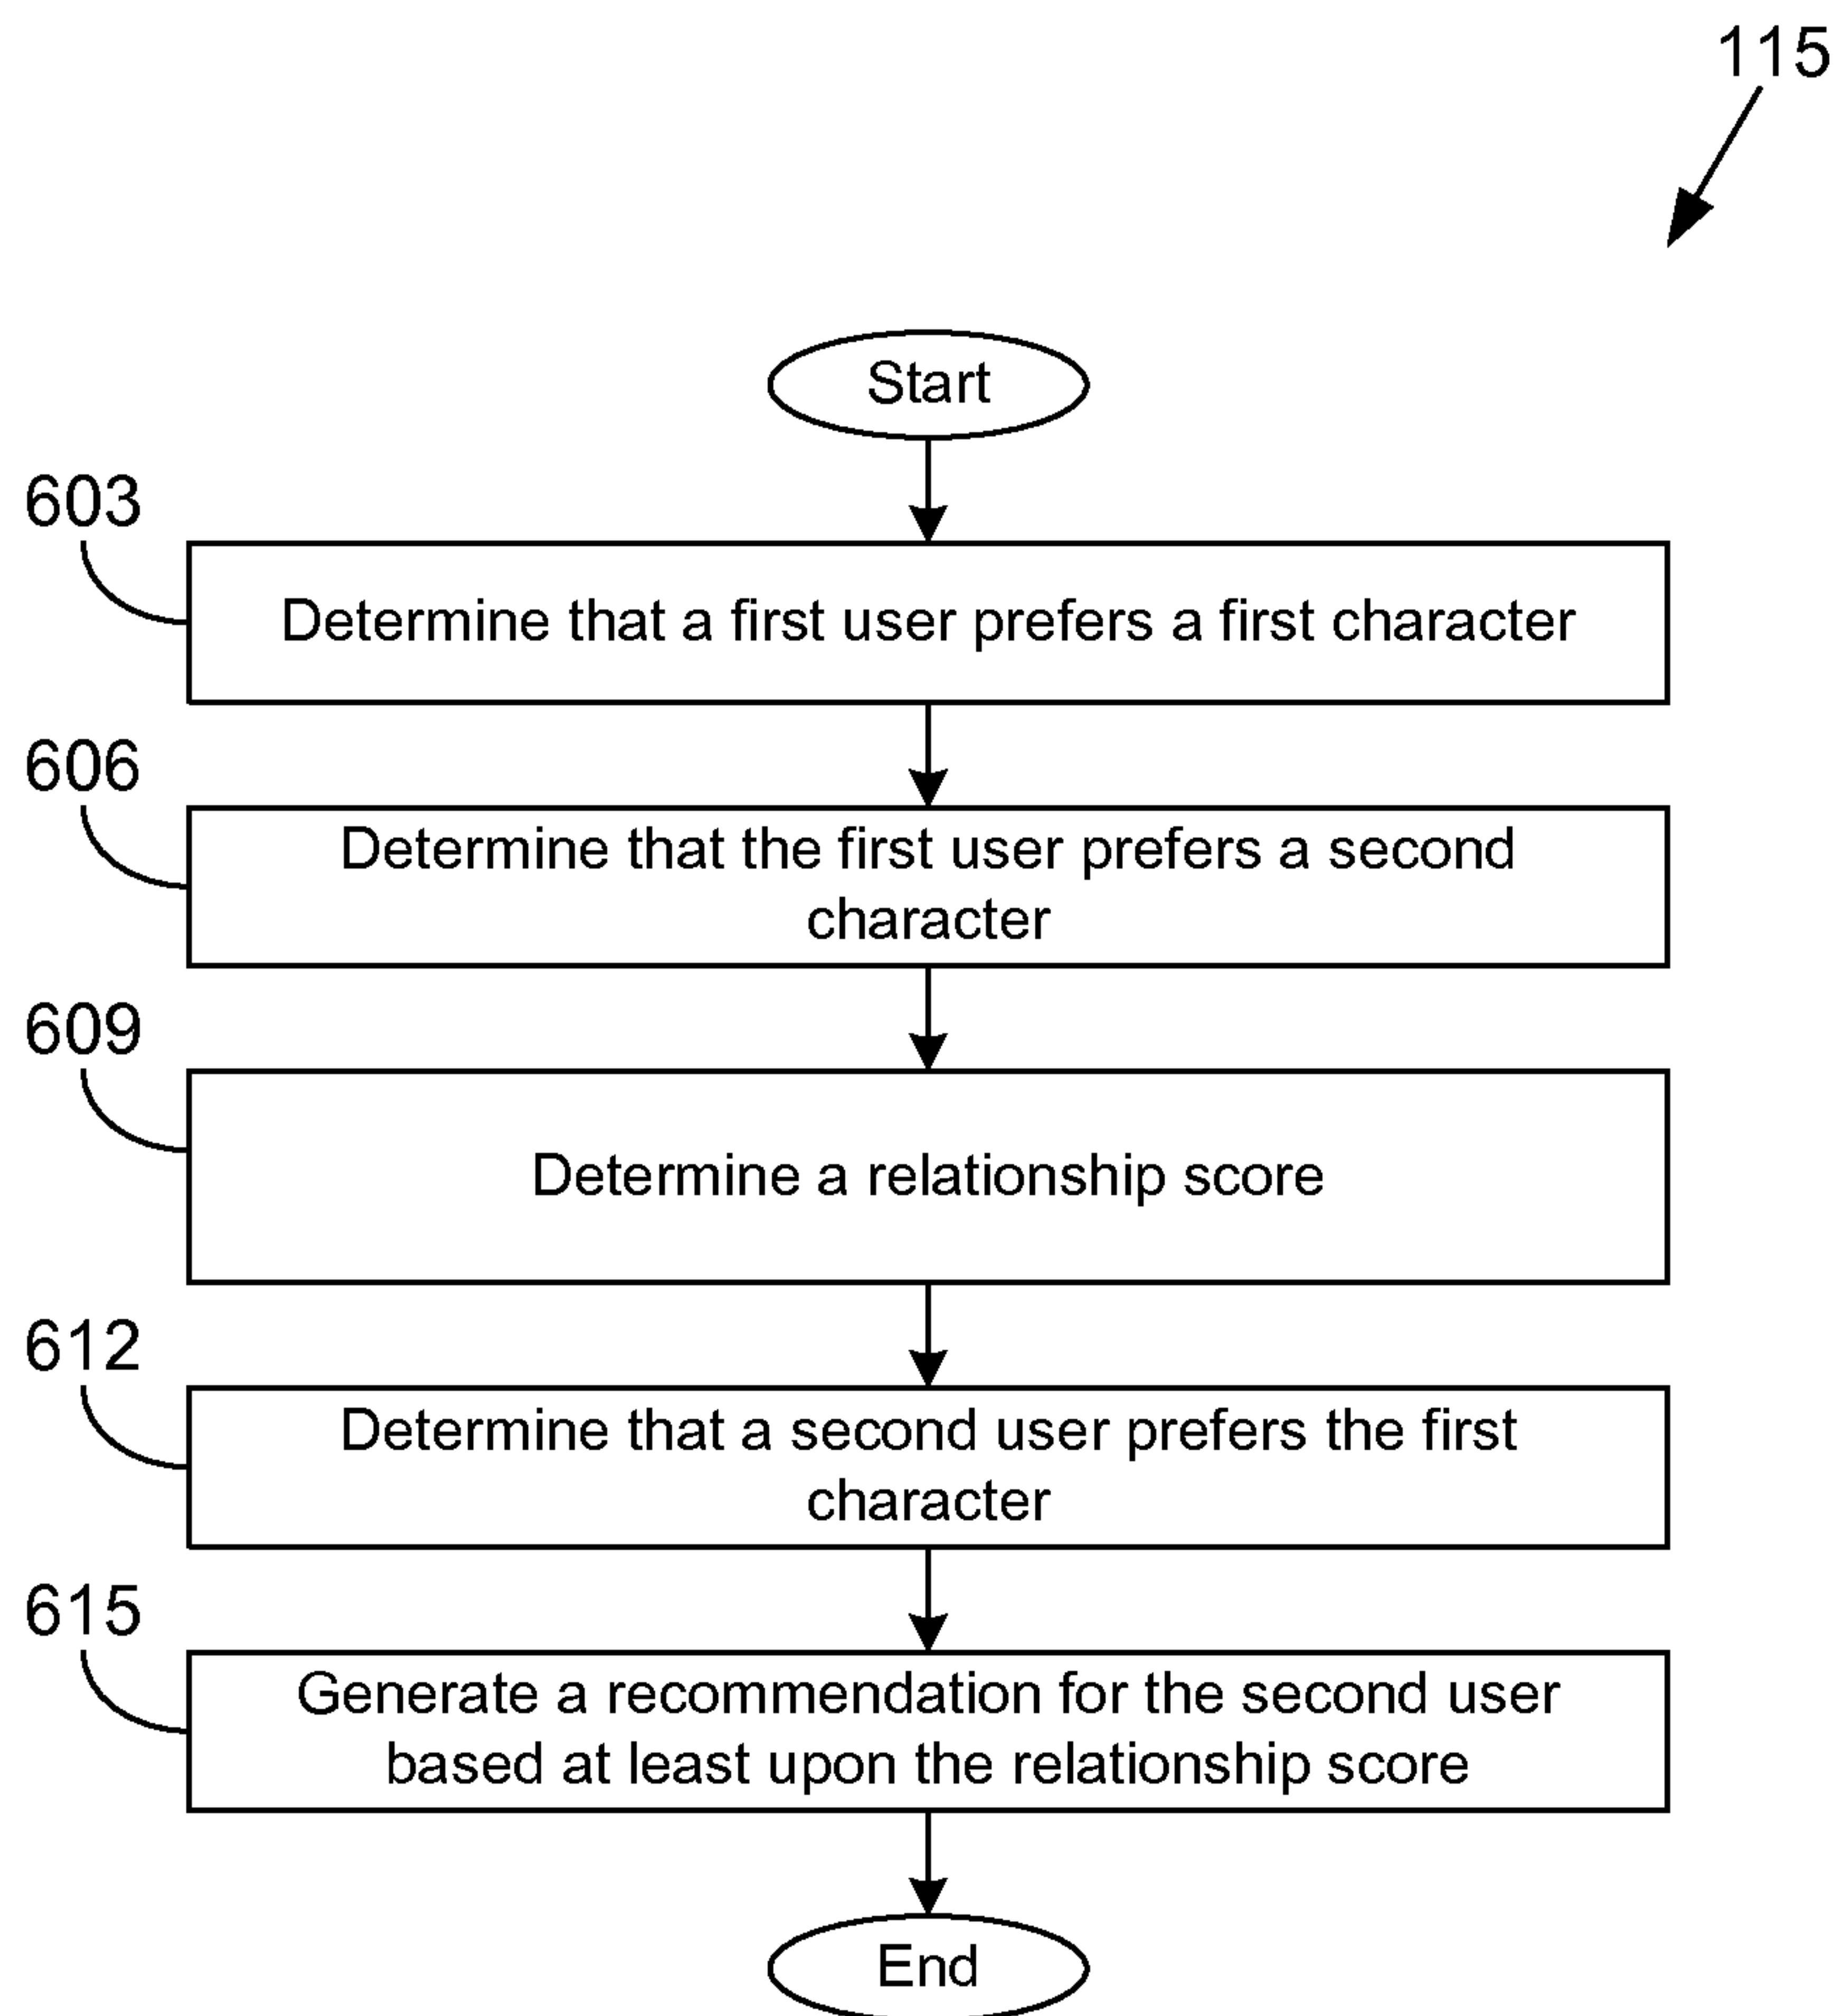 115
Start
603
Determine that a first user prefers a first character
606
Determine that the first user prefers a second
character
609
Determine a relationship score
612
Determine that a second user prefers the first
character
615
Generate a recommendation for the second user
based at least upon the relationship score
End